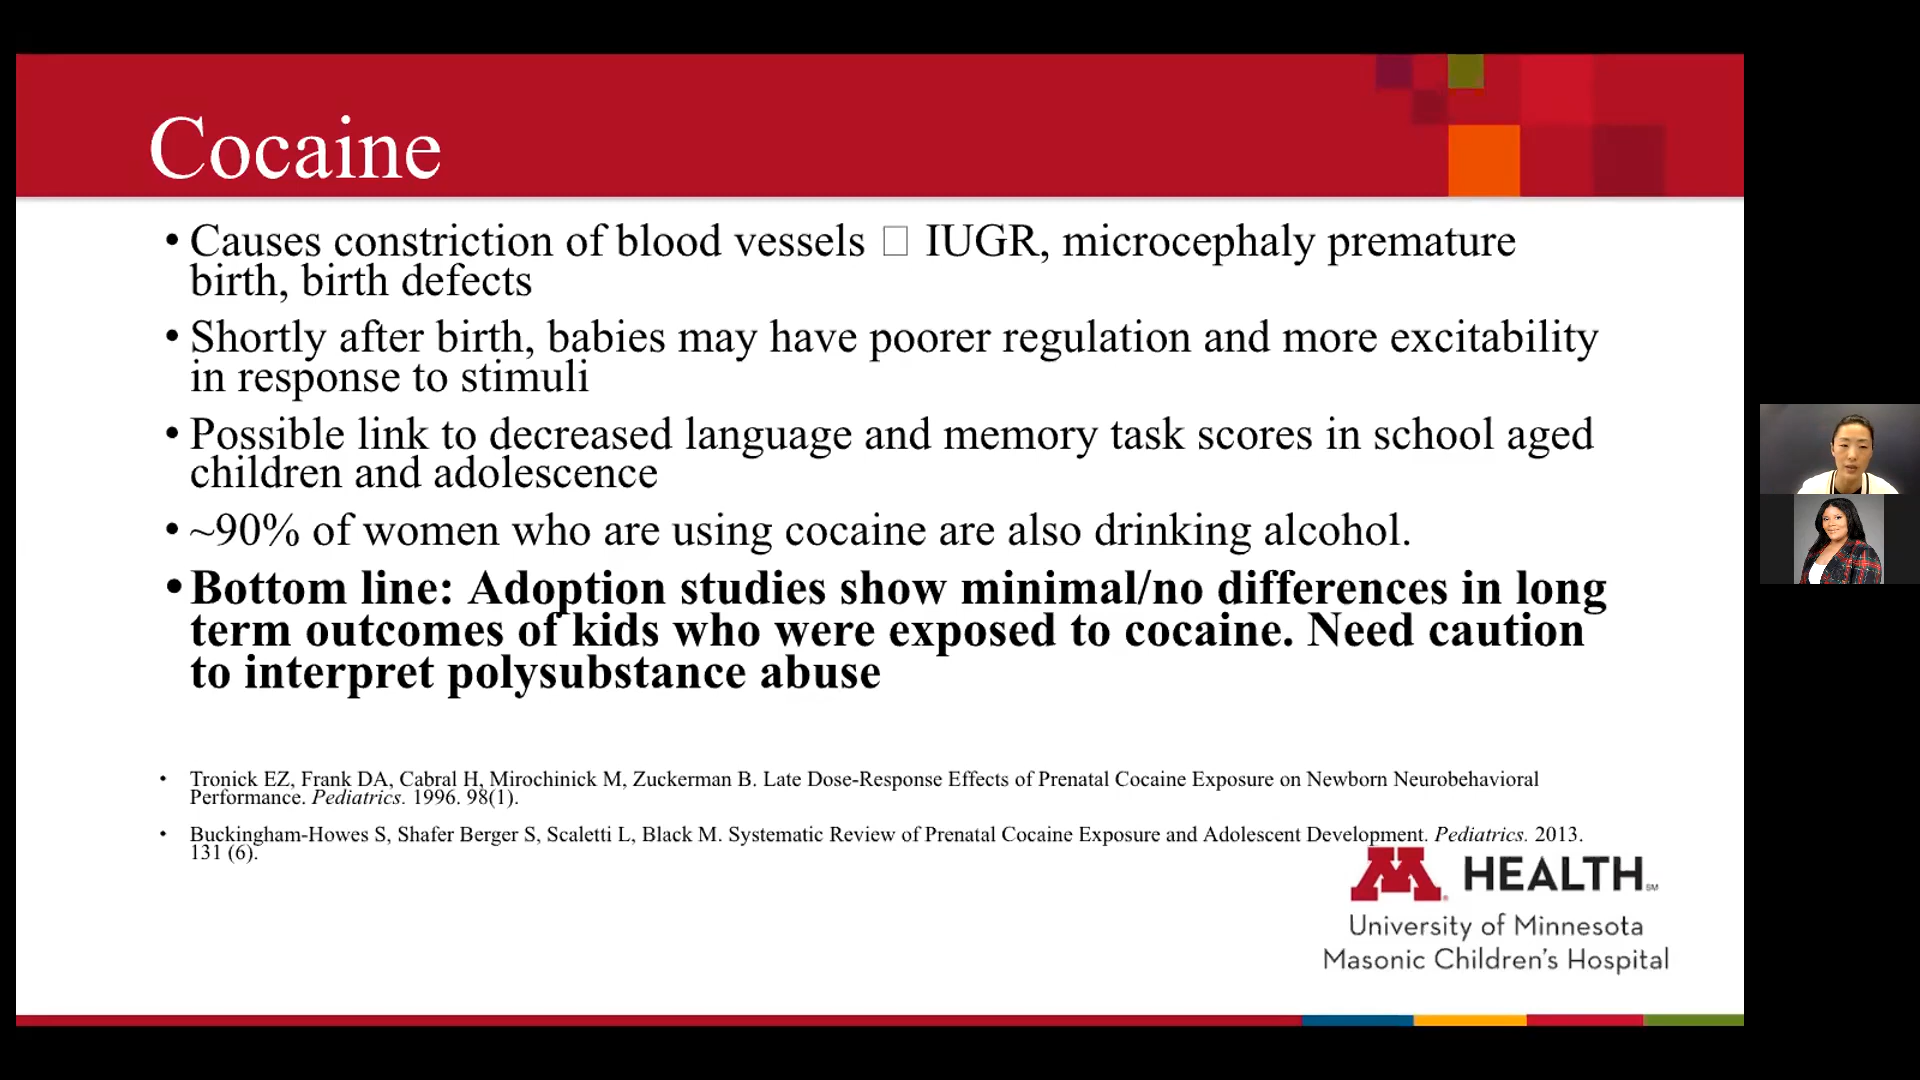 Cocaine
• Causes constriction of blood vessels □ IUGR, microcephaly premature
birth, birth defects
• Shortly after birth, babies may have poorer regulation and more excitability
in response to stimuli
• Possible link to decreased language and memory task scores in school aged
children and adolescence
• ~90% of women who are using cocaine are also drinking alcohol.
• Bottom line: Adoption studies show minimal/no differences in long
term outcomes of kids who were exposed to cocaine. Need caution
to interpret polysubstance abuse
• Tronick EZ, Frank DA, Cabral H, Mirochinick M, Zuckerman B. Late Dose-Response Effects of Prenatal Cocaine Exposure on Newborn Neurobehavioral
Performance. Pediatrics. 1996. 98(1).
• Buckingham-Howes S, Shafer Berger S, Scaletti L, Black M. Systematic Review of Prenatal Cocaine Exposure and Adolescent Development. Pediatrics. 2013.
131 (6).
M® HEALTH℠
University of Minnesota
Masonic Children's Hospital